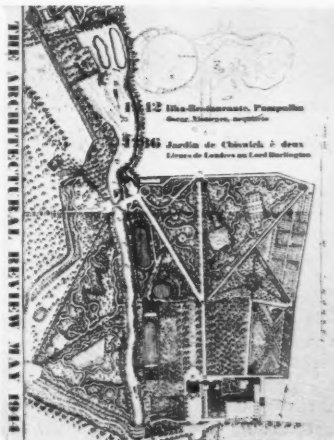 THE ARCHITECTURAL REVIEW MAY 1944
1942 Ilha-Restaurante, Pampulha
Oscar Niemeyer, arquitecto
1736 Jardin de Chiswick à deux
Lieues de Londres au Lord Burlington